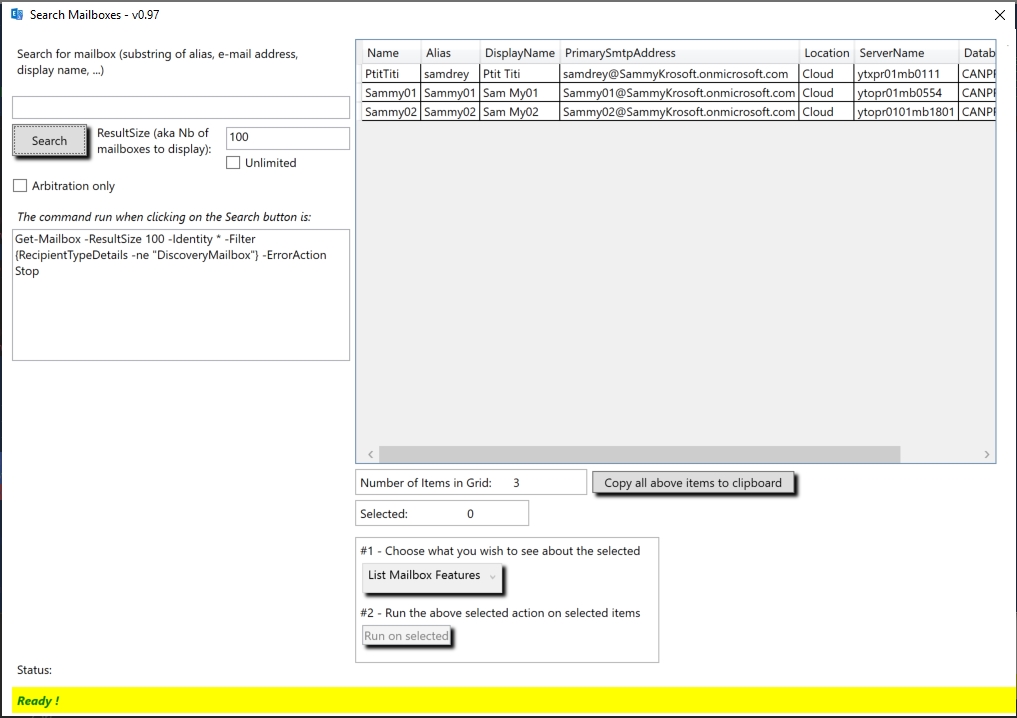 Search Mailboxes - v0.97
Search for mailbox (substring of alias, e-mail address,
display name, ...)
Search
ResultSize (aka Nb of
mailboxes to display):
100
Unlimited
Arbitration only
The command run when clicking on the Search button is:
Get-Mailbox -ResultSize 100 -Identity * -Filter
{RecipientTypeDetails -ne "DiscoveryMailbox"} -ErrorAction
Stop
Name Alias DisplayName PrimarySmtpAddress Location ServerName Datab
PtitTiti samdrey Ptit Titi samdrey@SammyKrosoft.onmicrosoft.com Cloud ytxpr01mb0111 CANPR
Sammy01 Sammy01 Sam My01 Sammy01@SammyKrosoft.onmicrosoft.com Cloud ytopr01mb0554 CANPR
Sammy02 Sammy02 Sam My02 Sammy02@SammyKrosoft.onmicrosoft.com Cloud ytopr0101mb1801 CANPR
Number of Items in Grid: 3
Copy all above items to clipboard
Selected: 0
#1 - Choose what you wish to see about the selected
List Mailbox Features
#2 - Run the above selected action on selected items
Run on selected
Status:
Ready !